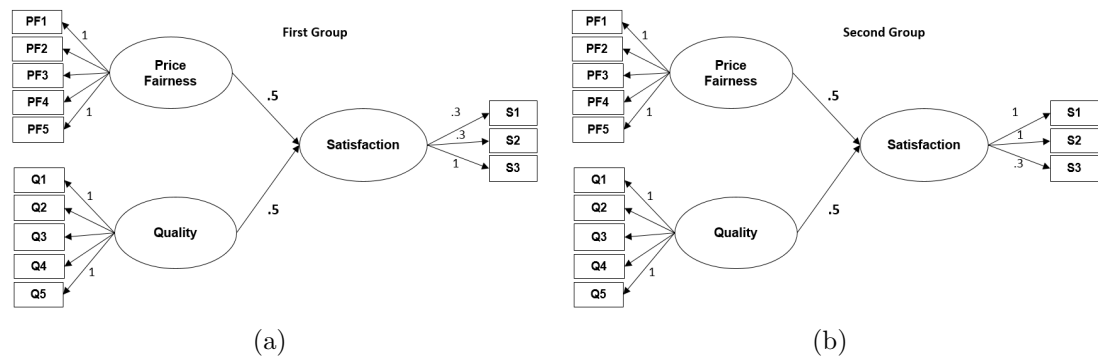 First Group
PF1
PF2
PF3
PF4
PF5
1
1
Price
Fairness
.5
Q1
Q2
Q3
Q4
Q5
1
1
Quality
.5
Satisfaction
.3
.3
1
S1
S2
S3
(a)
Second Group
PF1
PF2
PF3
PF4
PF5
1
1
Price
Fairness
.5
Q1
Q2
Q3
Q4
Q5
1
1
Quality
.5
Satisfaction
1
1
.3
S1
S2
S3
(b)